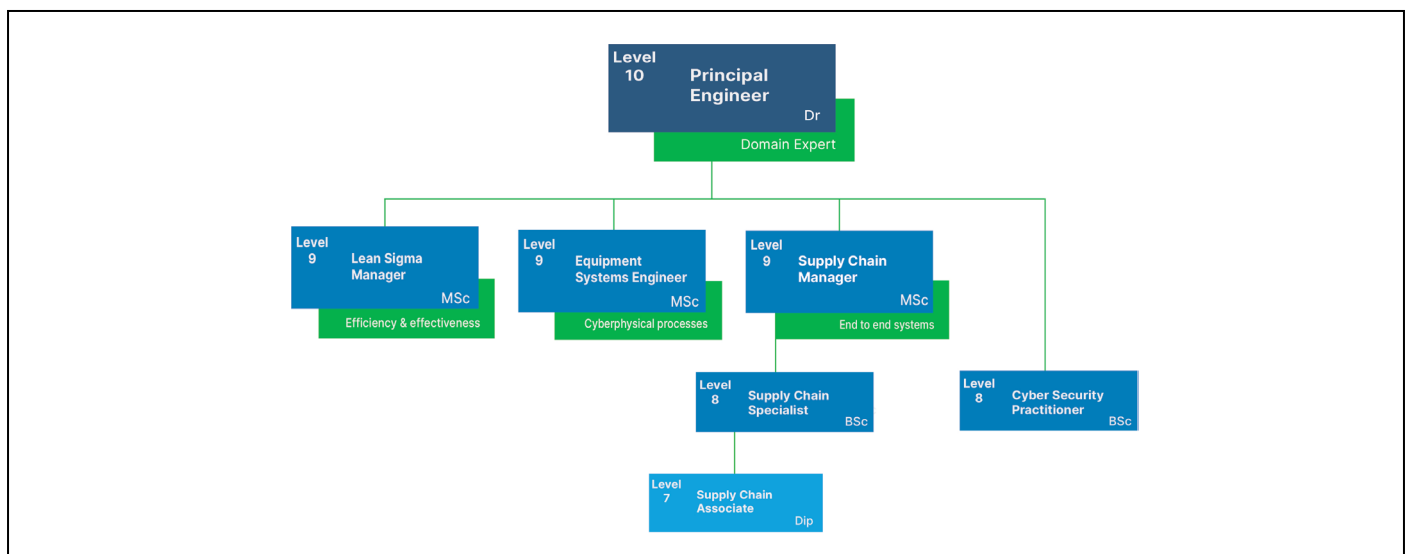 Level
10
Principal
Engineer
Dr
Domain Expert
Level
9
Lean Sigma
Manager
MSc
Efficiency & effectiveness
Level
9
Equipment
Systems Engineer
MSc
Cyberphysical processes
Level
9
Supply Chain
Manager
MSc
End to end systems
Level
8
Supply Chain
Specialist
BSc
Level
8
Cyber Security
Practitioner
BSc
Level
7
Supply Chain
Associate
Dip